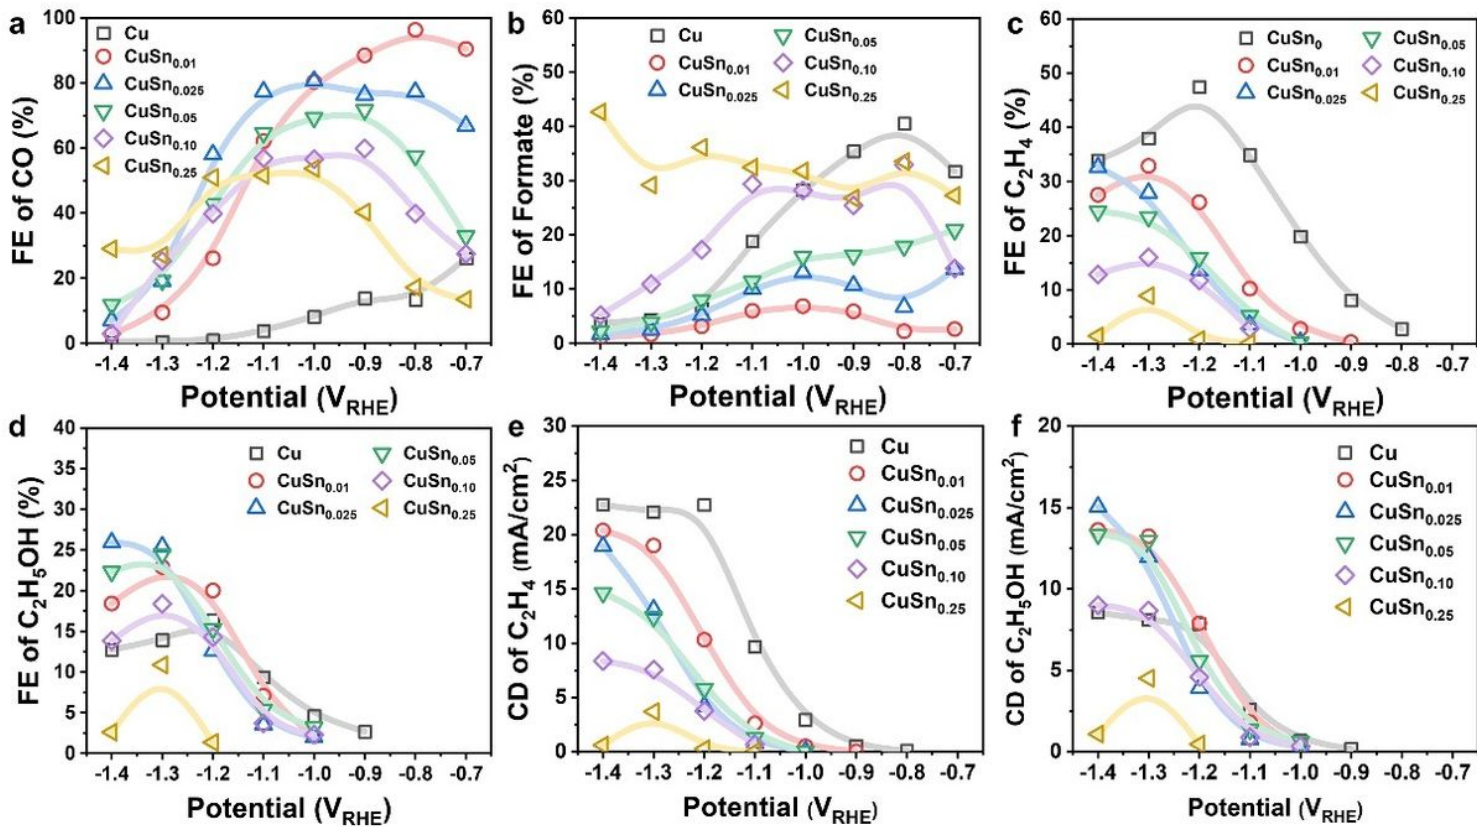 a
FE of CO (%)
100
80
60
40
20
0
Cu
CuSn0.01
CuSn0.025
CuSn0.05
CuSn0.10
CuSn0.25
-1.4 -1.3 -1.2 -1.1 -1.0 -0.9 -0.8 -0.7
Potential (VRHE)
b
FE of Formate (%)
60
50
40
30
20
10
0
Cu
CuSn0.01
CuSn0.025
CuSn0.05
CuSn0.10
CuSn0.25
-1.4 -1.3 -1.2 -1.1 -1.0 -0.9 -0.8 -0.7
Potential (VRHE)
c
FE of C2H4 (%)
60
50
40
30
20
10
0
CuSn0
CuSn0.01
CuSn0.025
CuSn0.05
CuSn0.10
CuSn0.25
-1.4 -1.3 -1.2 -1.1 -1.0 -0.9 -0.8 -0.7
Potential (VRHE)
d
FE of C2H5OH (%)
40
35
30
25
20
15
10
5
0
Cu
CuSn0.01
CuSn0.025
CuSn0.05
CuSn0.10
CuSn0.25
-1.4 -1.3 -1.2 -1.1 -1.0 -0.9 -0.8 -0.7
Potential (VRHE)
e
CD of C2H4 (mA/cm2)
30
25
20
15
10
5
0
Cu
CuSn0.01
CuSn0.025
CuSn0.05
CuSn0.10
CuSn0.25
-1.4 -1.3 -1.2 -1.1 -1.0 -0.9 -0.8 -0.7
Potential (VRHE)
f
CD of C2H5OH (mA/cm2)
20
15
10
5
0
Cu
CuSn0.01
CuSn0.025
CuSn0.05
CuSn0.10
CuSn0.25
-1.4 -1.3 -1.2 -1.1 -1.0 -0.9 -0.8 -0.7
Potential (VRHE)